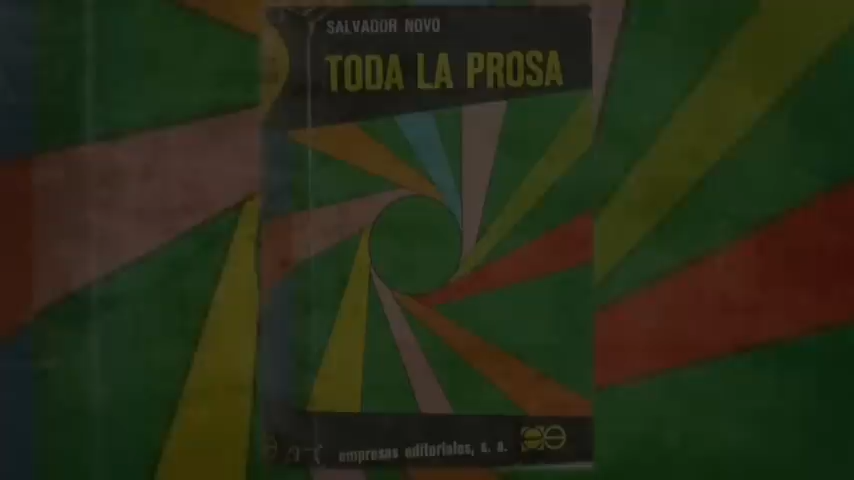 SALVADOR NOVO
TODA LA PROSA
empresas editoriales, s. a.